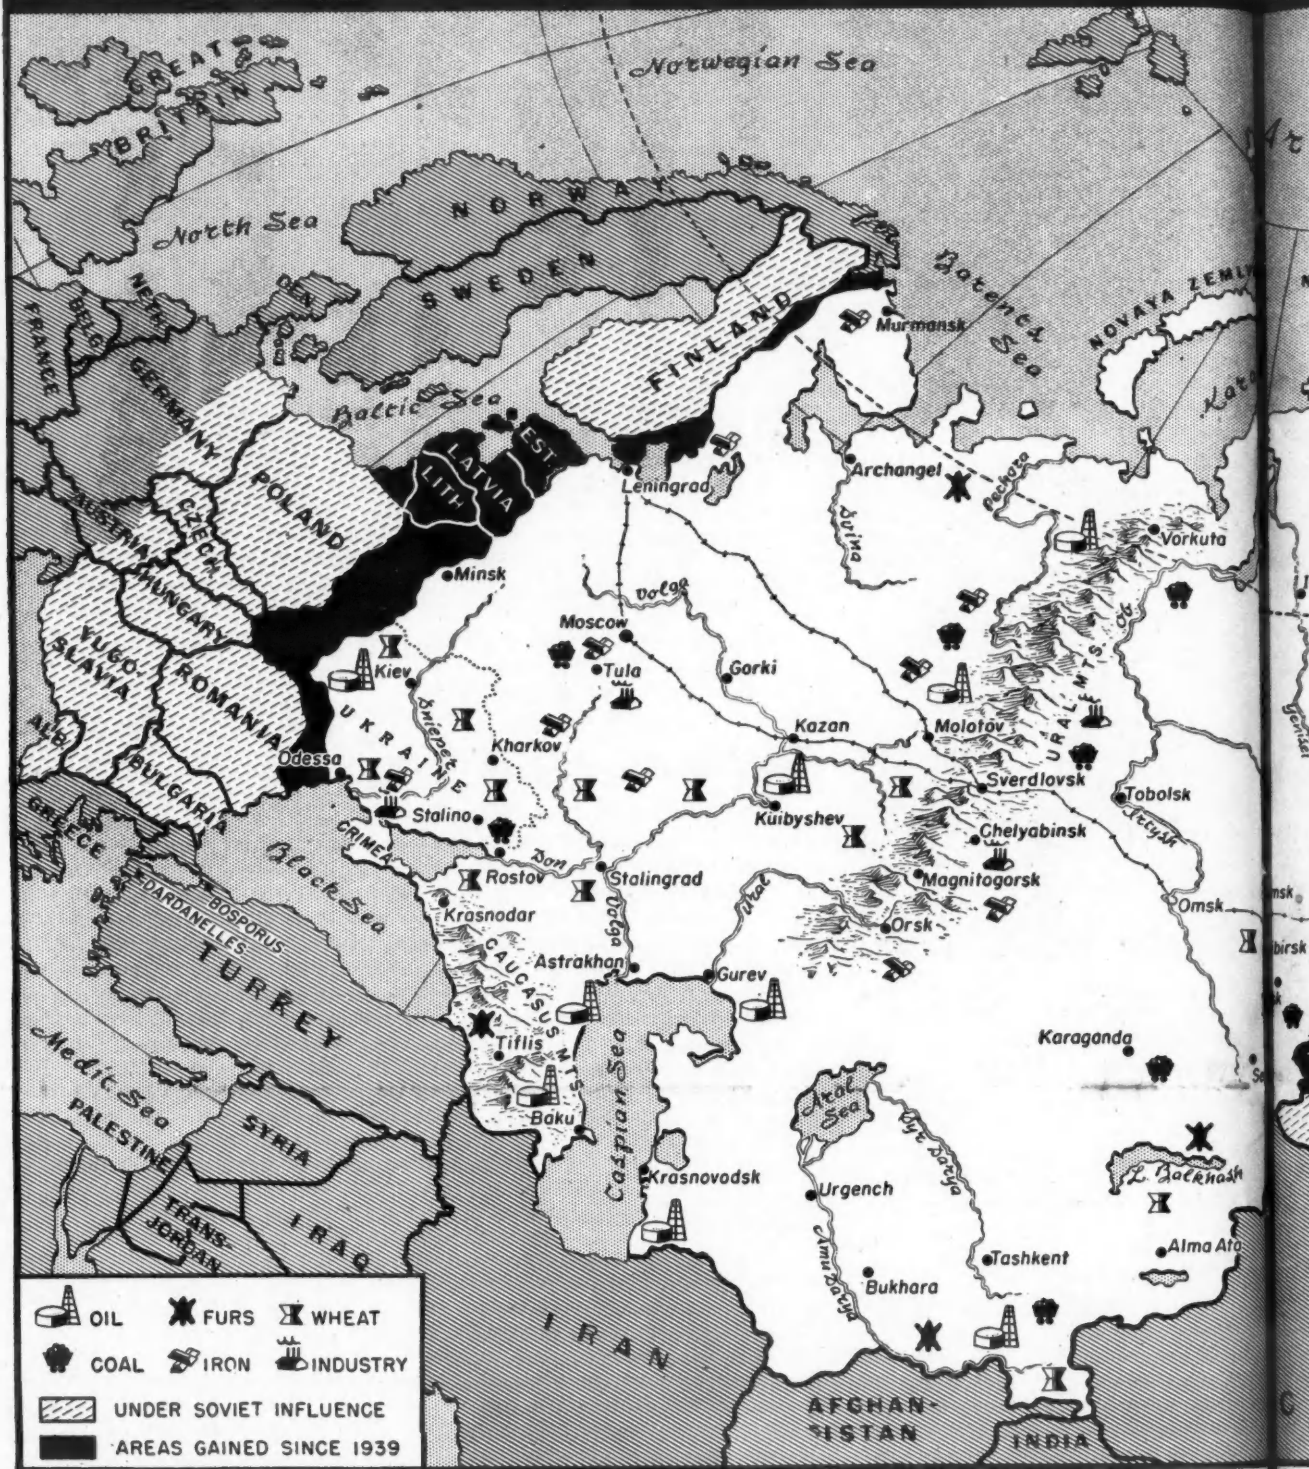 GREAT
BRITAIN
Norwegian Sea
North Sea
NORWAY
SWEDEN
FINLAND
Barents
Sea
NOVAYA ZEML
Murmansk
FRANCE
BELG
NETH
DEN
GERMANY
Baltic Sea
EST.
LATVIA
LITH
POLAND
CZECH
AUSTRIA
HUNGARY
YUGO-
SLAVIA
ROMANIA
ALB
BULGARIA
GREECE
Leningrad
Archangel
Dvina
Pechora
Vorkuta
Ob
Minsk
Volga
Moscow
Tula
Gorki
Kiev
UKRAINE
Dnieper
Kharkov
Kazan
Molotov
URAL MTS
Sverdlovsk
Tobolsk
Irtysh
Odessa
Stalino
Kuibyshev
Chelyabinsk
CRIMEA
Rostov
Don
Stalingrad
Magnitogorsk
Black Sea
Krasnodar
Volga
Ural
Orsk
Omsk
BOSPORUS
DARDANELLES
TURKEY
CAUCASUS MTS
Astrakhan
Gurev
Tiflis
Karaganda
Caspian Sea
Aral
Sea
Baku
Syr Darya
Medit. Sea
PALESTINE
SYRIA
TRANS-
JORDAN
IRAQ
Krasnovodsk
Urgench
L. Balkhash
Amu Darya
Tashkent
Alma Ata
Bukhara
IRAN
AFGHAN-
ISTAN
INDIA
OIL FURS WHEAT
COAL IRON INDUSTRY
UNDER SOVIET INFLUENCE
AREAS GAINED SINCE 1939